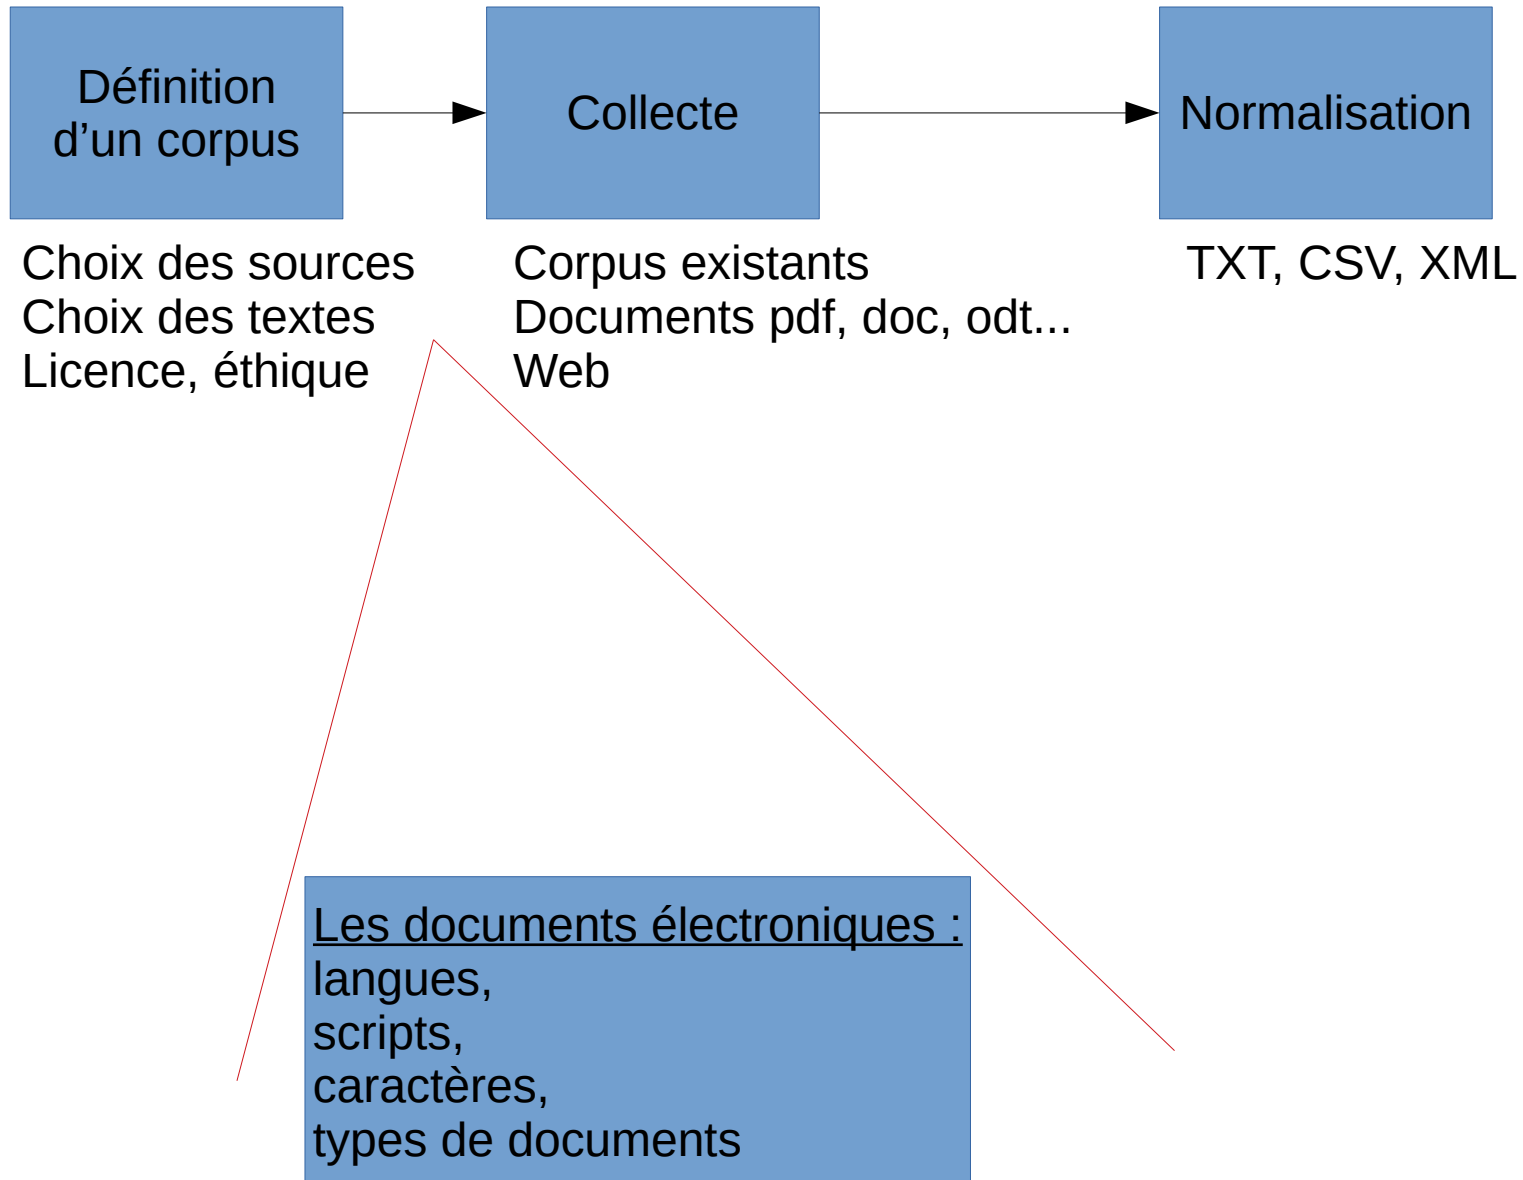 Définition
d’un corpus
Collecte
Normalisation
Choix des sources
Choix des textes
Licence, éthique
Corpus existants
Documents pdf, doc, odt...
Web
TXT, CSV, XML
Les documents électroniques :
langues,
scripts,
caractères,
types de documents